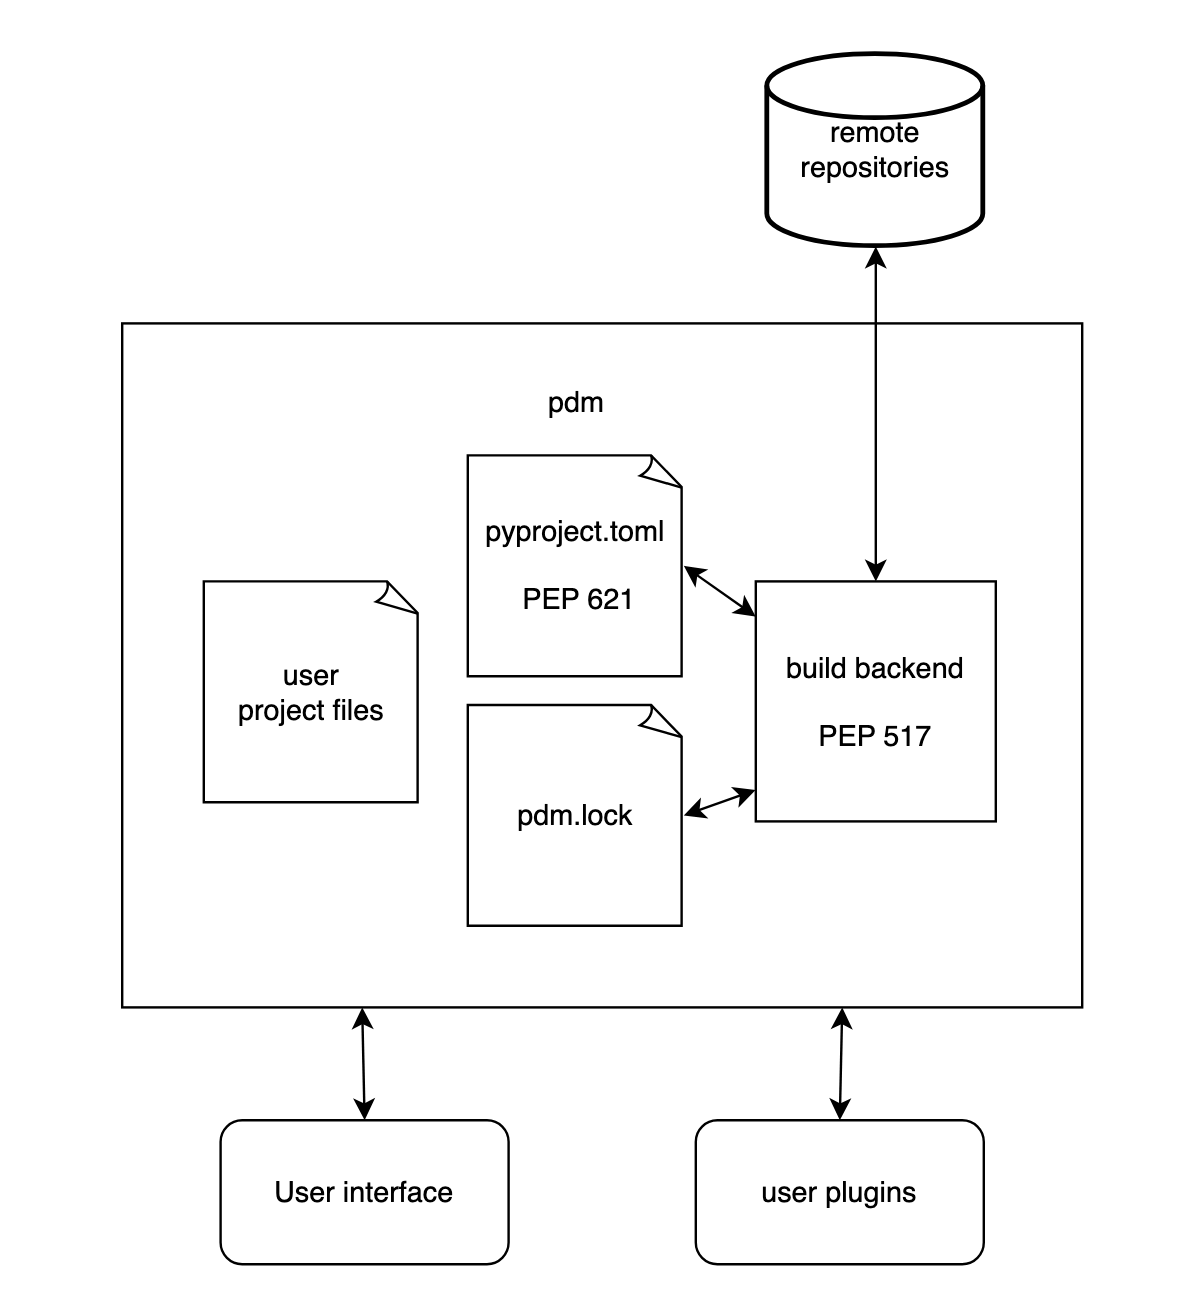 remote
repositories
pdm
pyproject.toml
PEP 621
user
project files
build backend
PEP 517
pdm.lock
User interface
user plugins